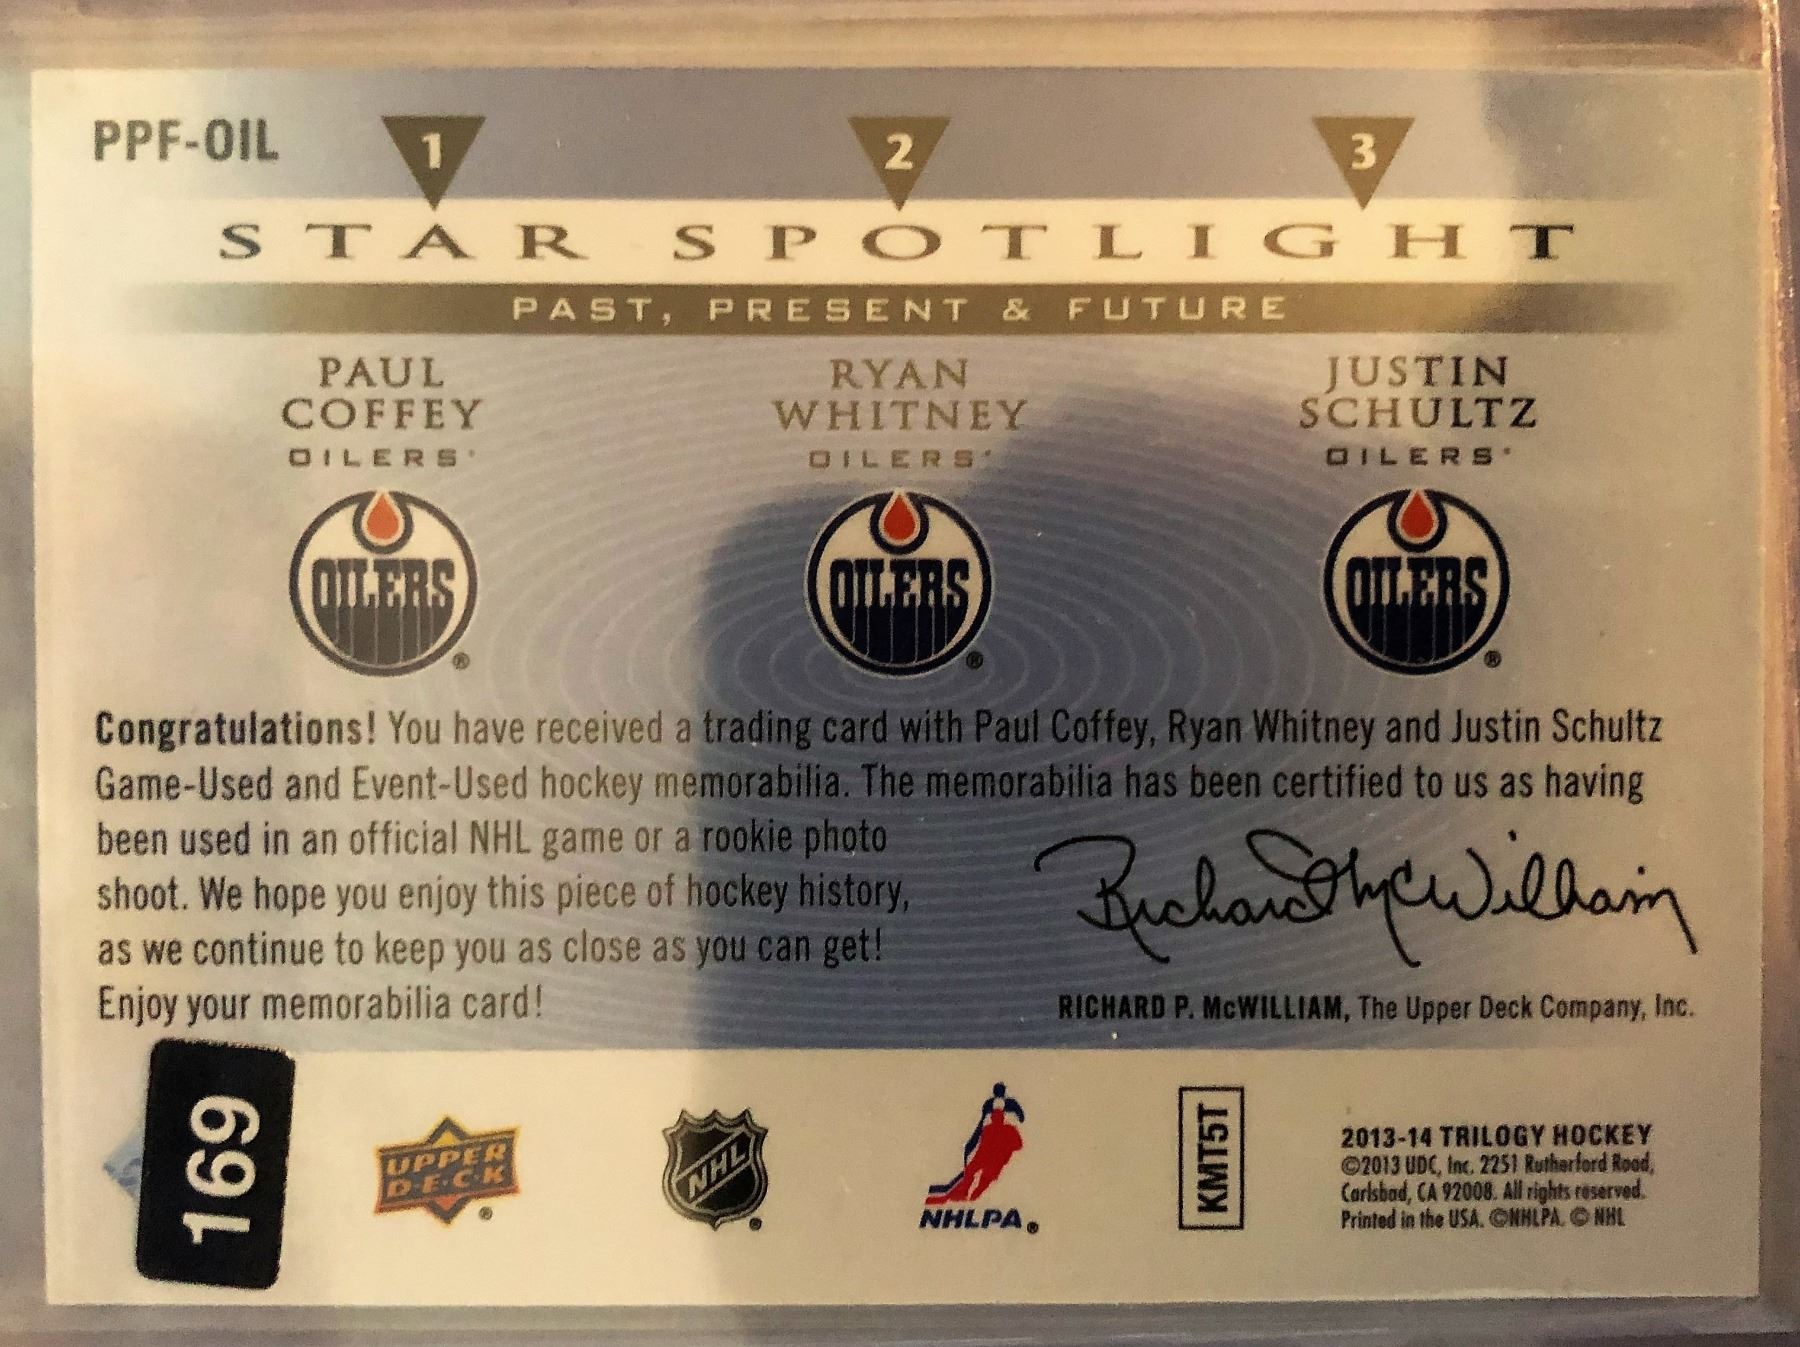 PPF-OIL
1 2 3
STAR SPOTLIGHT
PAST, PRESENT & FUTURE
PAUL
COFFEY
OILERS
RYAN
WHITNEY
OILERS
JUSTIN
SCHULTZ
OILERS
OILERS ®
OILERS ®
OILERS ®
Congratulations! You have received a trading card with Paul Coffey, Ryan Whitney and Justin Schultz
Game-Used and Event-Used hockey memorabilia. The memorabilia has been certified to us as having
been used in an official NHL game or a rookie photo
shoot. We hope you enjoy this piece of hockey history,
as we continue to keep you as close as you can get!
Enjoy your memorabilia card!
Richard McWilliam
RICHARD P. McWILLIAM, The Upper Deck Company, Inc.
169
UPPER
DECK ®
NHL ®
NHLPA ®
KMT5T
2013-14 TRILOGY HOCKEY
©2013 UDC, Inc. 2251 Rutherford Road,
Carlsbad, CA 92008. All rights reserved.
Printed in the USA. ©NHLPA. © NHL